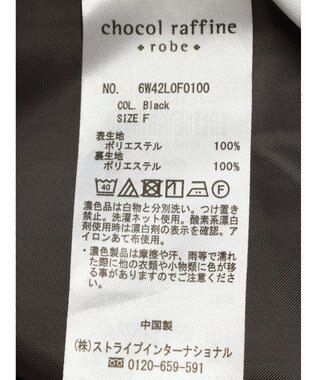 chocol raffine
robe
NO. 6W42L0F0100
COL. Black
SIZE F
表生地
ポリエステル 100%
裏生地
ポリエステル 100%
40 F
濃色品は白物と分別洗い。つけ置き
禁止。洗濯ネット使用。酸素系漂白
剤使用時は漂白剤の表示を確認。ア
イロンあて布使用。
・濃色製品は摩擦や汗、雨等で濡れ
た際に他の衣類や小物類に色が移
る事がありますのでご注意くださ
い。
中国製
(株)ストライプインターナショナル
0120-659-591